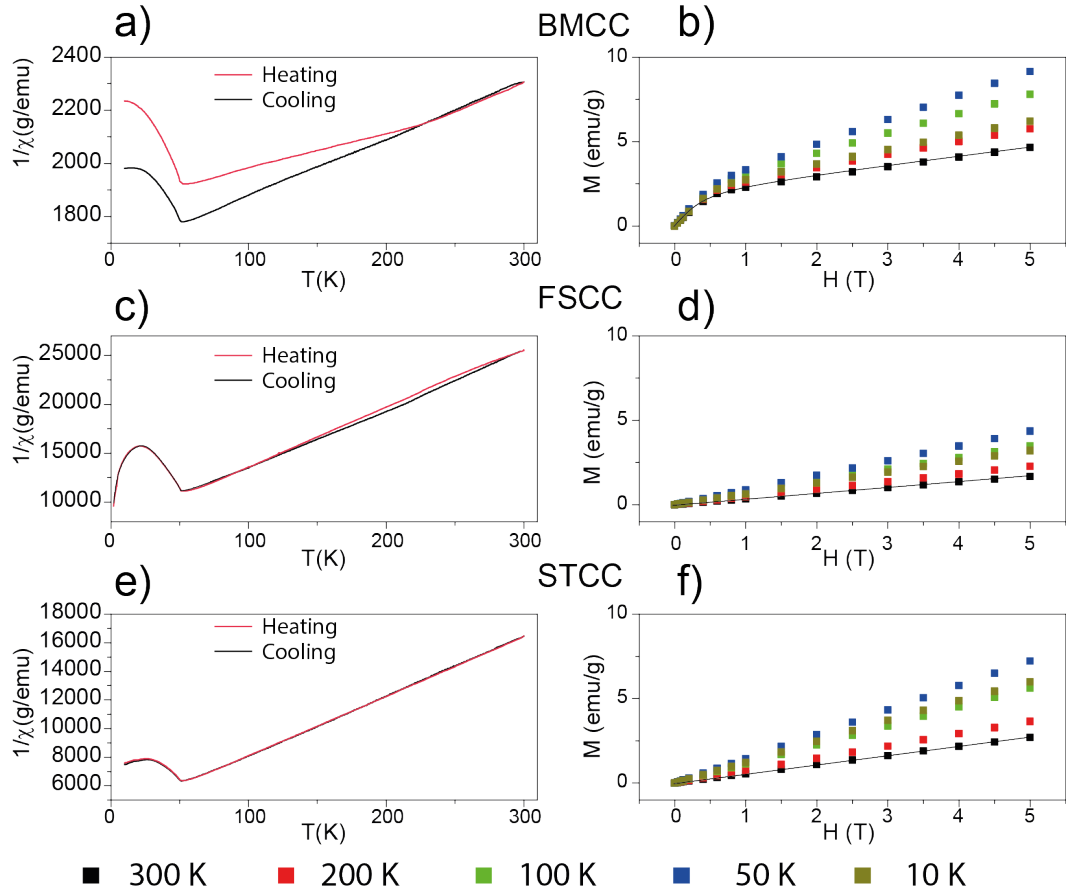 a) BMCC b)
2400
2200
2000
1800
1/χ(g/emu)
Heating
Cooling
0 100 200 300
T(K)
10
5
0
M (emu/g)
0 1 2 3 4 5
H (T)
c) FSCC d)
25000
20000
15000
10000
1/χ(g/emu)
Heating
Cooling
0 100 200 300
T(K)
10
5
0
M (emu/g)
0 1 2 3 4 5
H (T)
e) STCC f)
18000
16000
14000
12000
10000
8000
6000
1/χ(g/emu)
Heating
Cooling
0 100 200 300
T(K)
10
5
0
M (emu/g)
0 1 2 3 4 5
H (T)
300 K 200 K 100 K 50 K 10 K